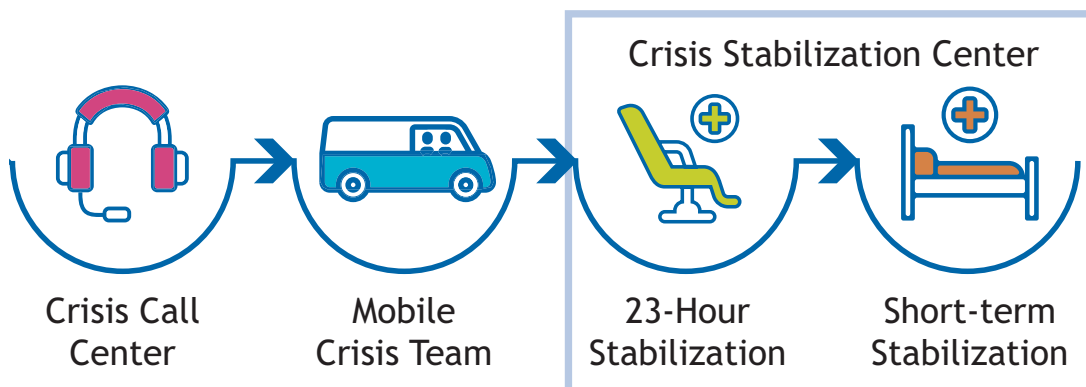 Crisis Stabilization Center
Crisis Call
Center
Mobile
Crisis Team
23-Hour
Stabilization
Short-term
Stabilization